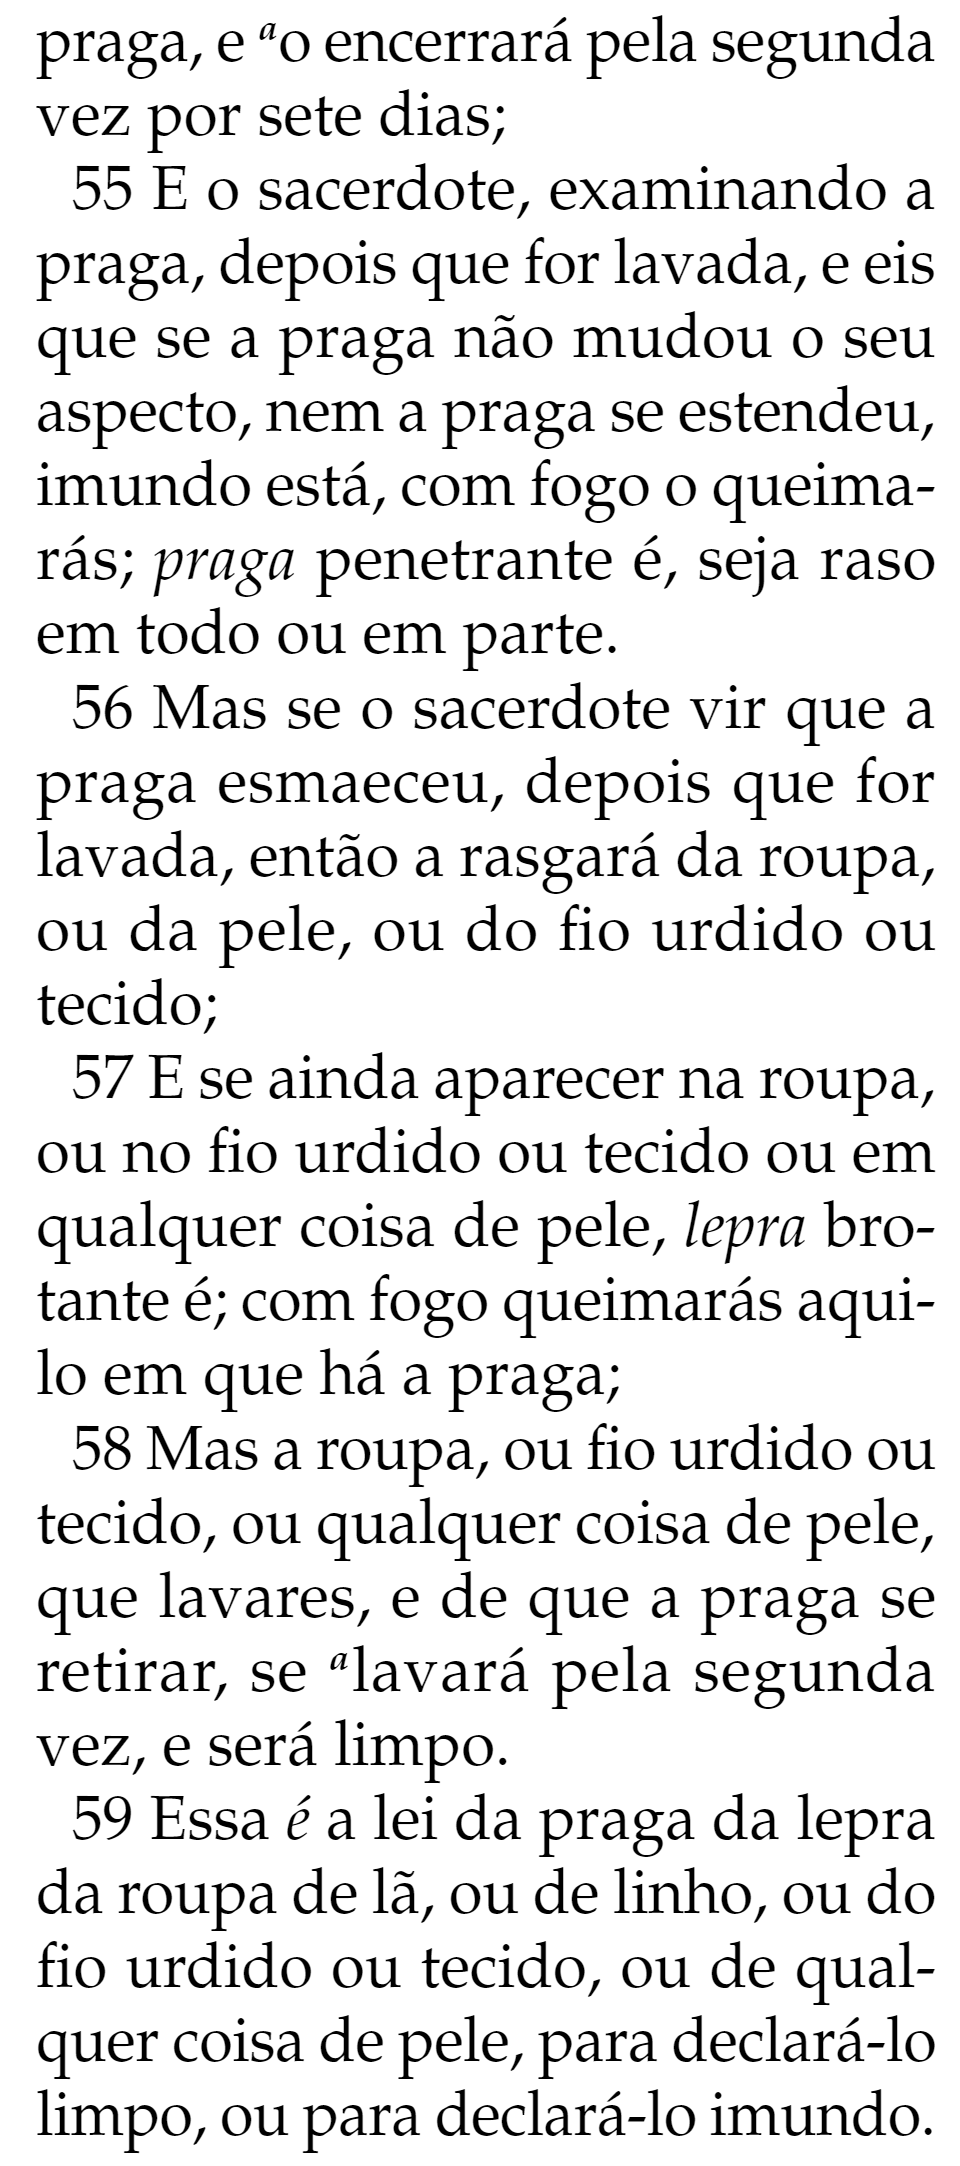 praga, e ᵃo encerrará pela segunda
vez por sete dias;
55 E o sacerdote, examinando a
praga, depois que for lavada, e eis
que se a praga não mudou o seu
aspecto, nem a praga se estendeu,
imundo está, com fogo o queima-
rás; praga penetrante é, seja raso
em todo ou em parte.
56 Mas se o sacerdote vir que a
praga esmaeceu, depois que for
lavada, então a rasgará da roupa,
ou da pele, ou do fio urdido ou
tecido;
57 E se ainda aparecer na roupa,
ou no fio urdido ou tecido ou em
qualquer coisa de pele, lepra bro-
tante é; com fogo queimarás aqui-
lo em que há a praga;
58 Mas a roupa, ou fio urdido ou
tecido, ou qualquer coisa de pele,
que lavares, e de que a praga se
retirar, se ᵃlavará pela segunda
vez, e será limpo.
59 Essa é a lei da praga da lepra
da roupa de lã, ou de linho, ou do
fio urdido ou tecido, ou de qual-
quer coisa de pele, para declará-lo
limpo, ou para declará-lo imundo.